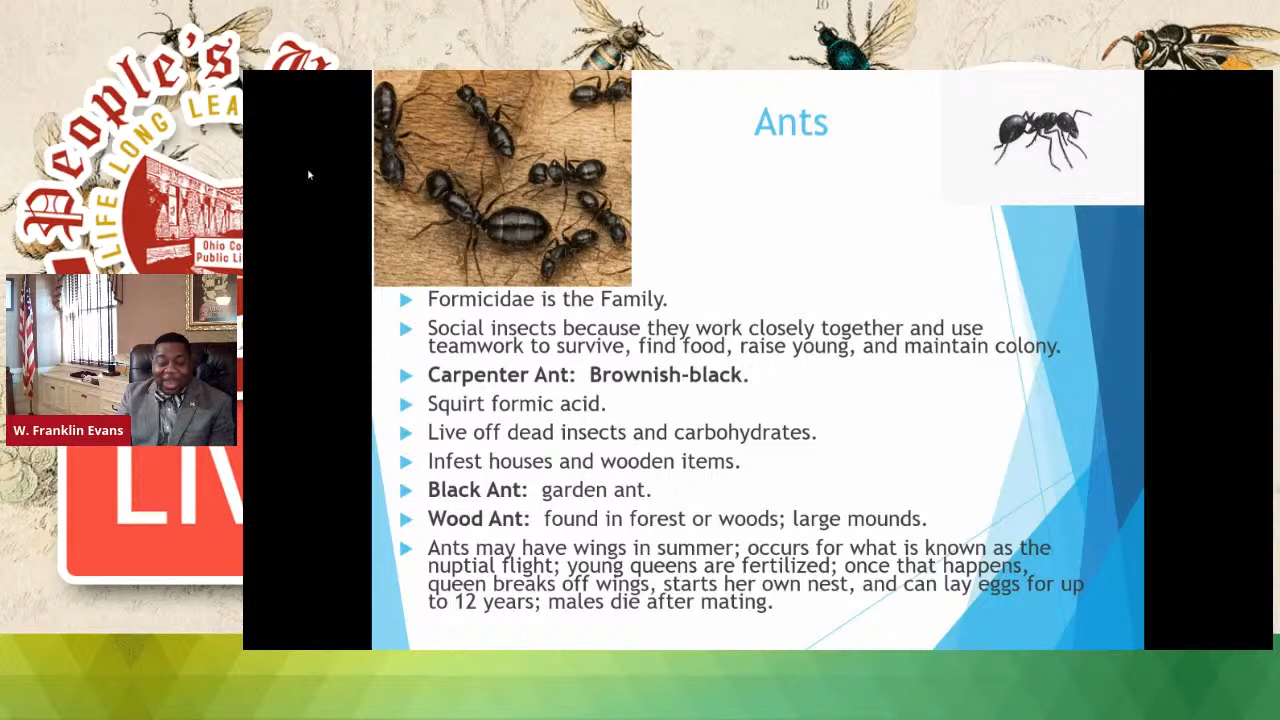 People's
LIFE LONG LEA
Ohio Co
Public Li
W. Franklin Evans
LIV
10
2
Ants
Formicidae is the Family.
Social insects because they work closely together and use
teamwork to survive, find food, raise young, and maintain colony.
Carpenter Ant: Brownish-black.
Squirt formic acid.
Live off dead insects and carbohydrates.
Infest houses and wooden items.
Black Ant: garden ant.
Wood Ant: found in forest or woods; large mounds.
Ants may have wings in summer; occurs for what is known as the
nuptial flight; young queens are fertilized; once that happens,
queen breaks off wings, starts her own nest, and can lay eggs for up
to 12 years; males die after mating.